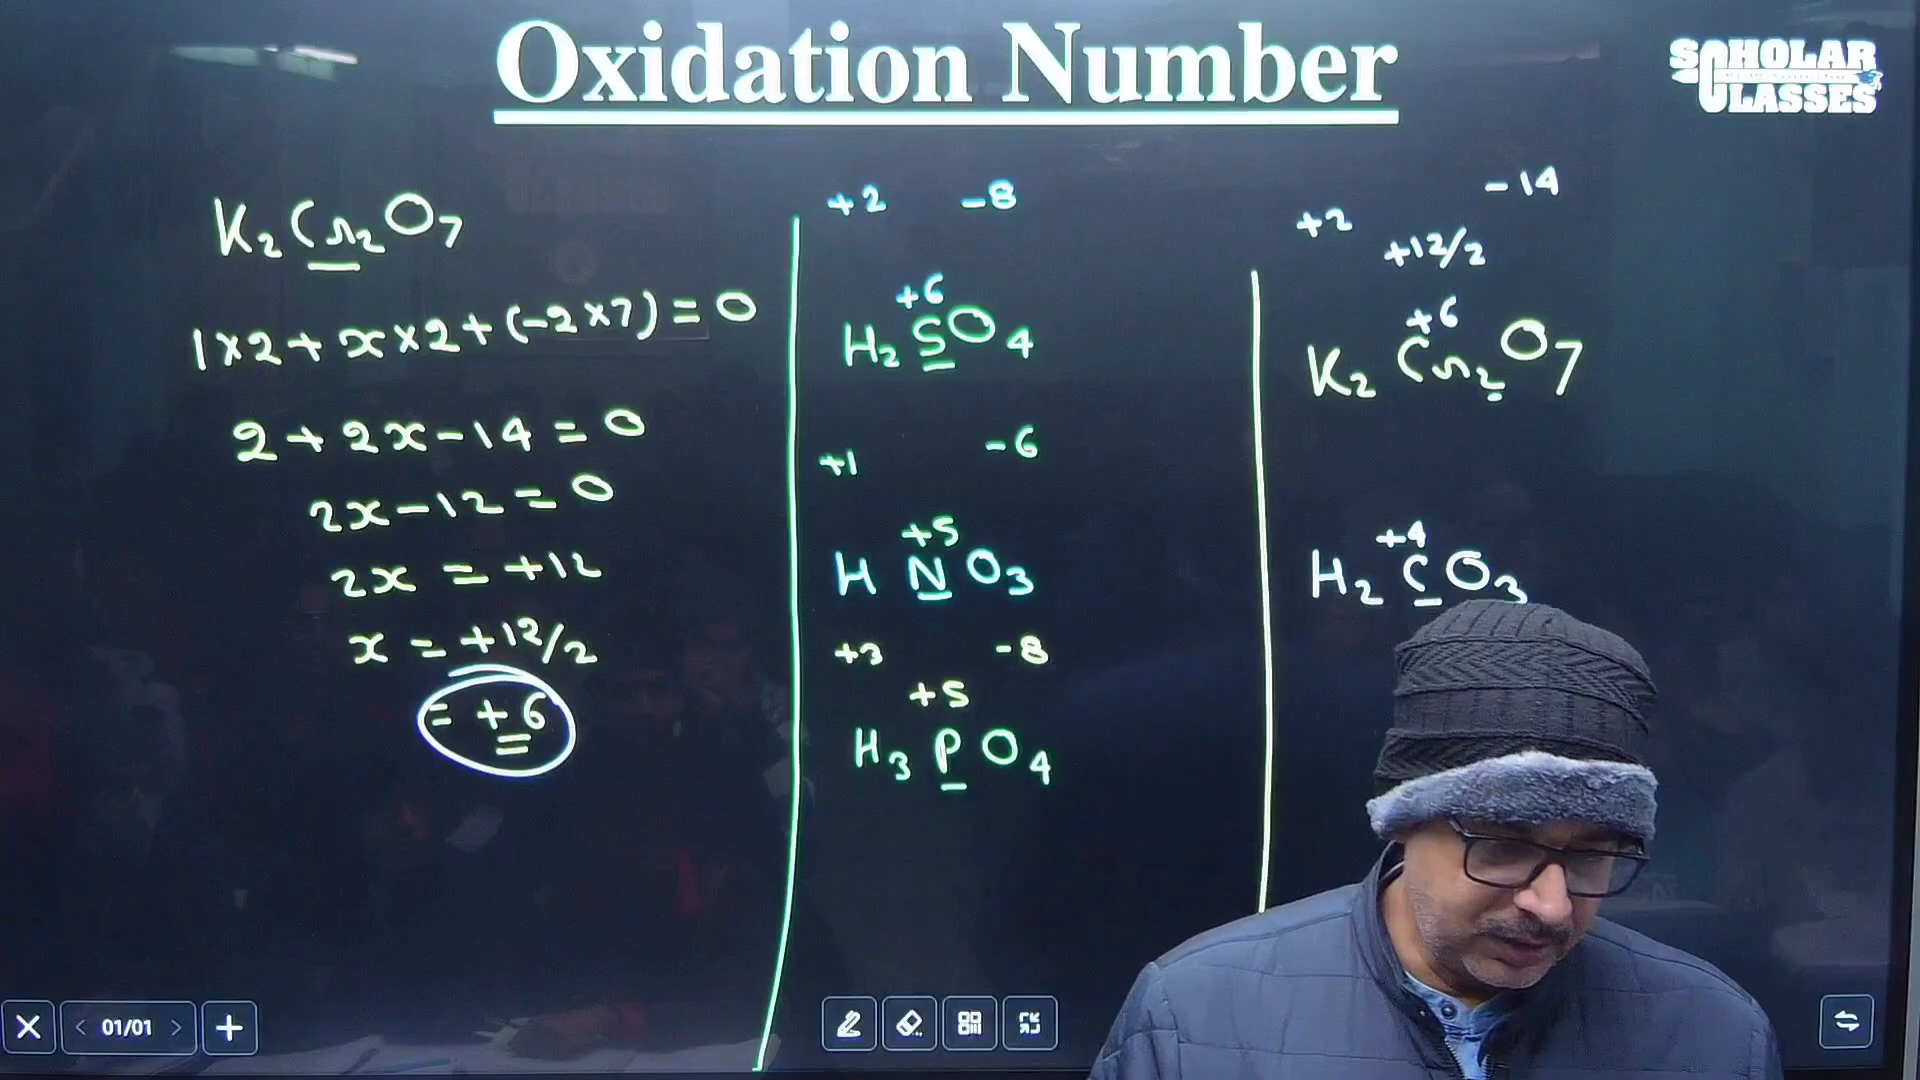 Oxidation Number
SCHOLAR
CLASSES
K2Cr2O7
1×2+x×2+(-2×7)=0
2+2x-14=0
2x-12=0
2x=+12
x=+12/2
=+6
+2 -8
+6
H2SO4
+1 -6
+5
HNO3
+3 -8
+5
H3PO4
-14
+2
+12/2
+6
K2Cr2O7
+4
H2CO3
01/01